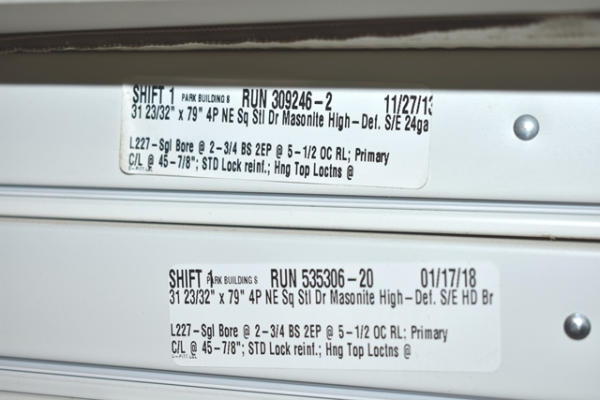 SHIFT 1 PARK BUILDING 8 RUN 309246-2 11/27/13
31 23/32" x 79" 4P NE Sq Stl Dr Masonite High-Def. S/E 24ga
L227-Sgl Bore @ 2-3/4 BS 2EP @ 5-1/2 OC RL; Primary
C/L @ 45-7/8"; STD Lock reinf.; Hng Top Loctns @
SHIFT 1 PARK BUILDING 8 RUN 535306-20 01/17/18
31 23/32" x 79" 4P NE Sq Stl Dr Masonite High-Def. S/E HD Br
L227-Sgl Bore @ 2-3/4 BS 2EP @ 5-1/2 OC RL: Primary
C/L @ 45-7/8"; STD Lock reinf.; Hng Top Loctns @